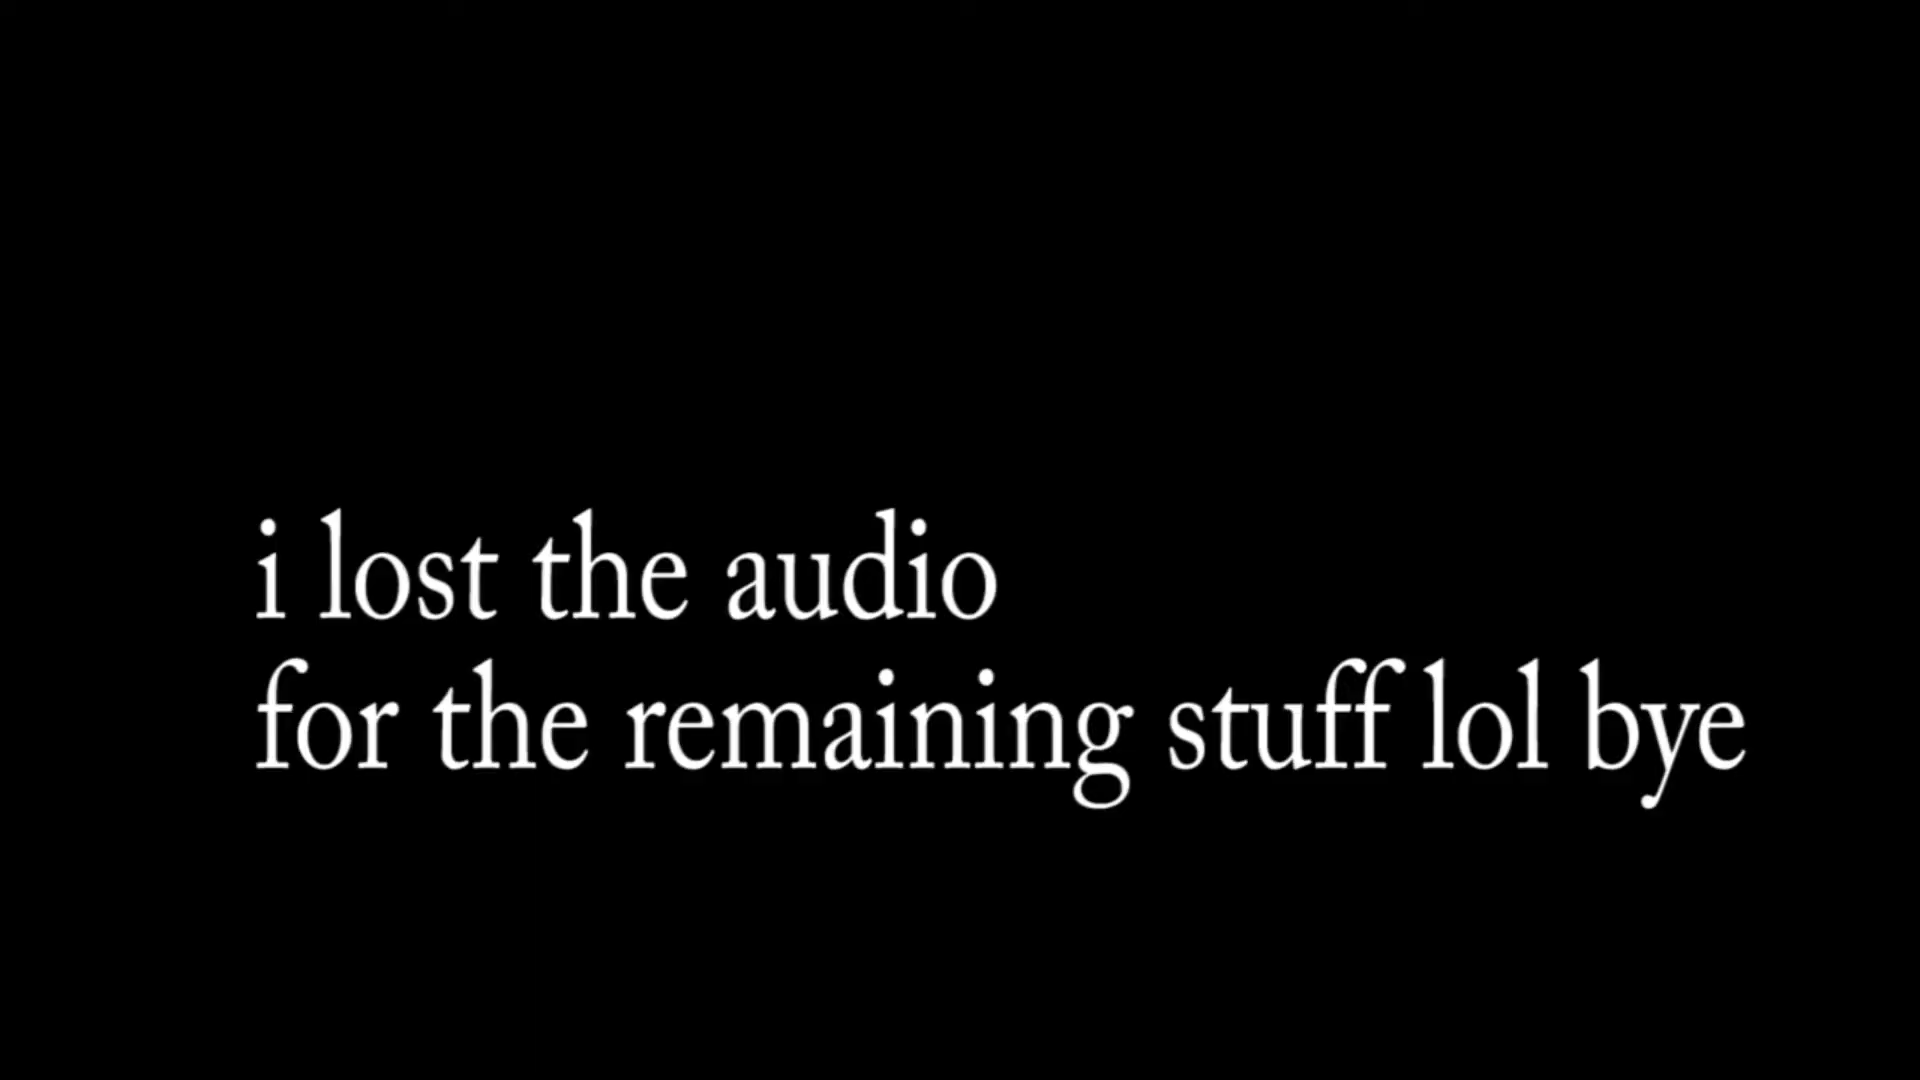 i lost the audio
for the remaining stuff lol bye